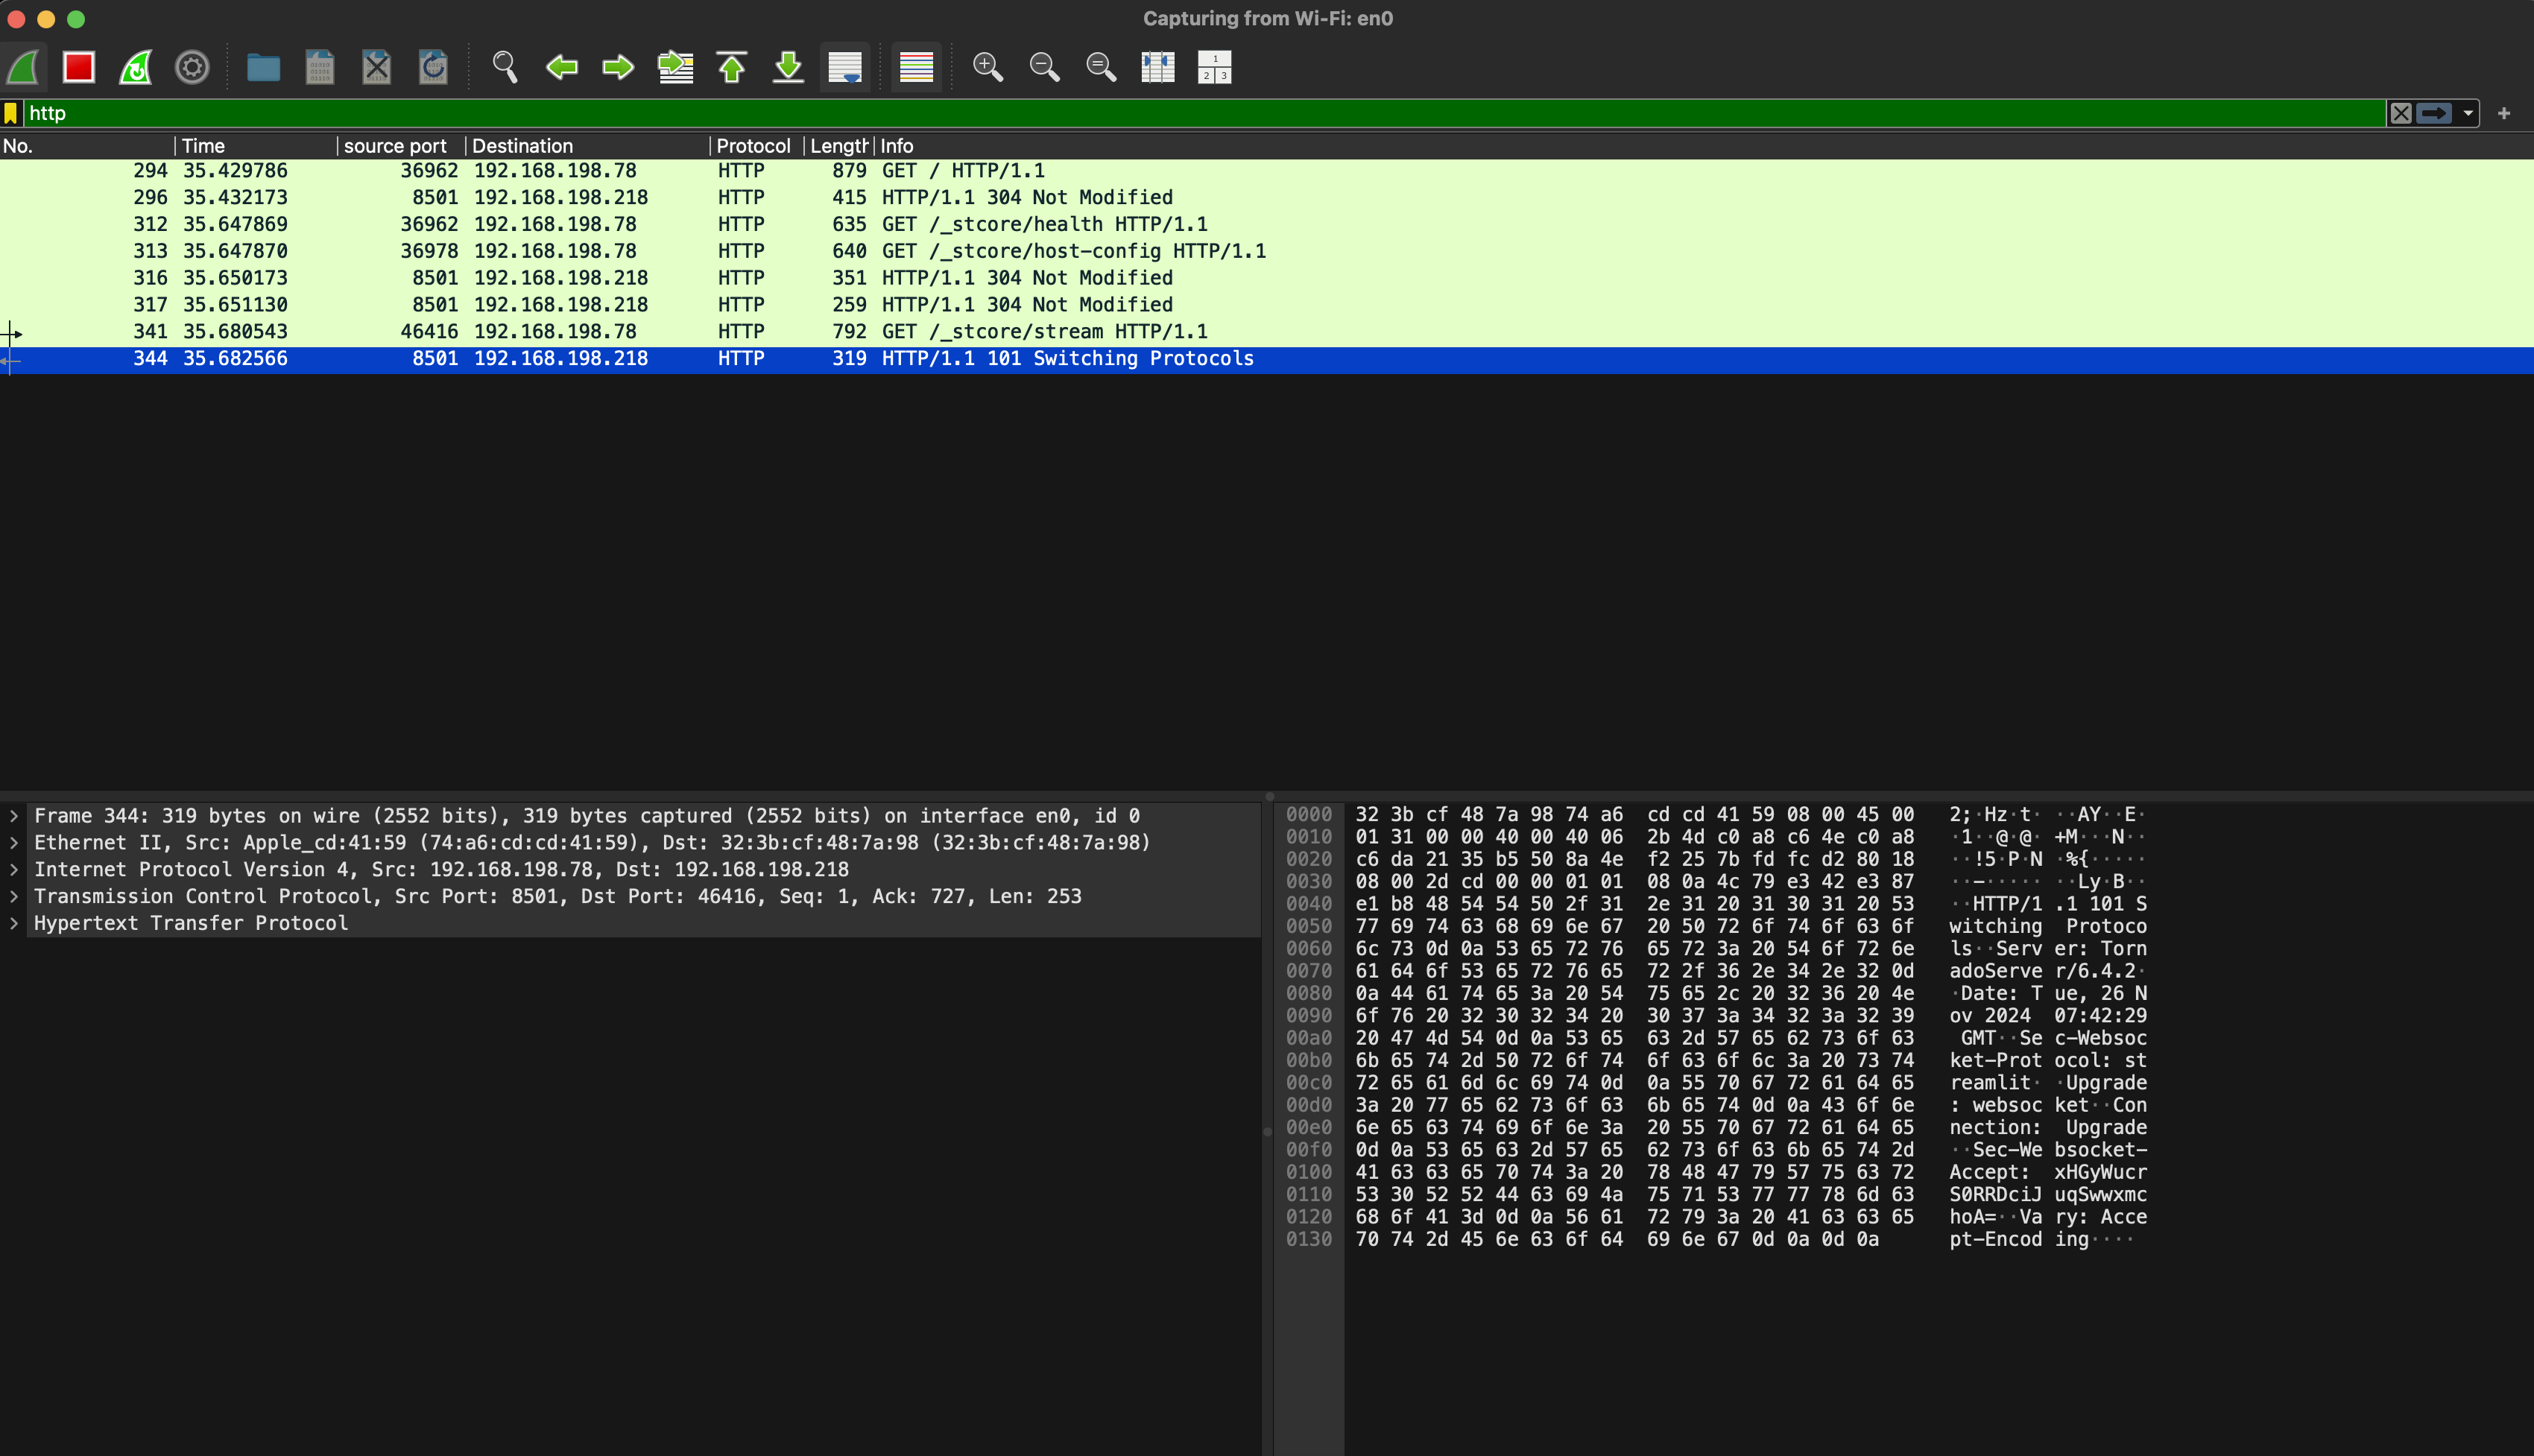 Capturing from Wi-Fi: en0
http
No. Time source port Destination Protocol Length Info
294 35.429786 36962 192.168.198.78 HTTP 879 GET / HTTP/1.1
296 35.432173 8501 192.168.198.218 HTTP 415 HTTP/1.1 304 Not Modified
312 35.647869 36962 192.168.198.78 HTTP 635 GET /_stcore/health HTTP/1.1
313 35.647870 36978 192.168.198.78 HTTP 640 GET /_stcore/host-config HTTP/1.1
316 35.650173 8501 192.168.198.218 HTTP 351 HTTP/1.1 304 Not Modified
317 35.651130 8501 192.168.198.218 HTTP 259 HTTP/1.1 304 Not Modified
341 35.680543 46416 192.168.198.78 HTTP 792 GET /_stcore/stream HTTP/1.1
344 35.682566 8501 192.168.198.218 HTTP 319 HTTP/1.1 101 Switching Protocols
Frame 344: 319 bytes on wire (2552 bits), 319 bytes captured (2552 bits) on interface en0, id 0
Ethernet II, Src: Apple_cd:41:59 (74:a6:cd:cd:41:59), Dst: 32:3b:cf:48:7a:98 (32:3b:cf:48:7a:98)
Internet Protocol Version 4, Src: 192.168.198.78, Dst: 192.168.198.218
Transmission Control Protocol, Src Port: 8501, Dst Port: 46416, Seq: 1, Ack: 727, Len: 253
Hypertext Transfer Protocol
0000 32 3b cf 48 7a 98 74 a6 cd cd 41 59 08 00 45 00 2;·Hz·t· ··AY··E·
0010 01 31 00 00 40 00 40 06 2b 4d c0 a8 c6 4e c0 a8 ·1··@·@· +M···N··
0020 c6 da 21 35 b5 50 8a 4e f2 25 7b fd fc d2 80 18 ··!5·P·N ·%{·····
0030 08 00 2d cd 00 00 01 01 08 0a 4c 79 e3 42 e3 87 ··-····· ··Ly·B··
0040 e1 b8 48 54 54 50 2f 31 2e 31 20 31 30 31 20 53 ··HTTP/1 .1 101 S
0050 77 69 74 63 68 69 6e 67 20 50 72 6f 74 6f 63 6f witching Protoco
0060 6c 73 0d 0a 53 65 72 76 65 72 3a 20 54 6f 72 6e ls··Serv er: Torn
0070 61 64 6f 53 65 72 76 65 72 2f 36 2e 34 2e 32 0d adoServe r/6.4.2·
0080 0a 44 61 74 65 3a 20 54 75 65 2c 20 32 36 20 4e ·Date: T ue, 26 N
0090 6f 76 20 32 30 32 34 20 30 37 3a 34 32 3a 32 39 ov 2024 07:42:29
00a0 20 47 4d 54 0d 0a 53 65 63 2d 57 65 62 73 6f 63 GMT··Se c-Websoc
00b0 6b 65 74 2d 50 72 6f 74 6f 63 6f 6c 3a 20 73 74 ket-Prot ocol: st
00c0 72 65 61 6d 6c 69 74 0d 0a 55 70 67 72 61 64 65 reamlit· ·Upgrade
00d0 3a 20 77 65 62 73 6f 63 6b 65 74 0d 0a 43 6f 6e : websoc ket··Con
00e0 6e 65 63 74 69 6f 6e 3a 20 55 70 67 72 61 64 65 nection: Upgrade
00f0 0d 0a 53 65 63 2d 57 65 62 73 6f 63 6b 65 74 2d ··Sec-We bsocket-
0100 41 63 63 65 70 74 3a 20 78 48 47 79 57 75 63 72 Accept: xHGyWucr
0110 53 30 52 52 44 63 69 4a 75 71 53 77 77 78 6d 63 S0RRDciJ uqSwwxmc
0120 68 6f 41 3d 0d 0a 56 61 72 79 3a 20 41 63 63 65 hoA=··Va ry: Acce
0130 70 74 2d 45 6e 63 6f 64 69 6e 67 0d 0a 0d 0a pt-Encod ing····